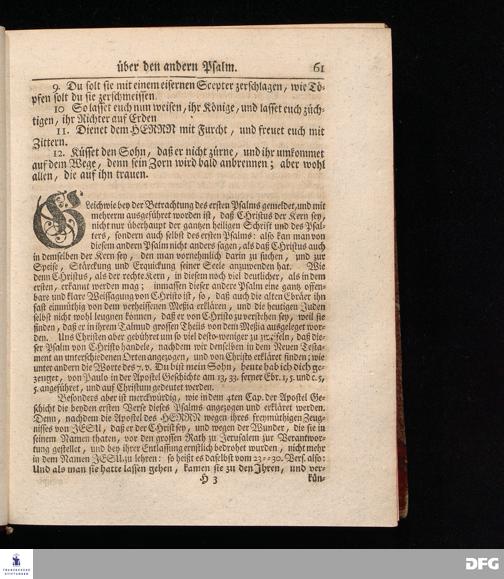 über den andern Psalm. 61
9. Du solt sie mit einem eisernen Scepter zerschlagen, wie Tö-
pfen solt du sie zerschmeissen.
10 So lasset euch nun weisen, ihr Könige, und lasset euch züch-
tigen, ihr Richter auf Erden
11. Dienet dem HERRN mit Furcht, und freuet euch mit
Zittern.
12. Küsset den Sohn, daß er nicht zürne, und ihr umkommet
auf dem Wege, denn sein Zorn wird bald anbrennen; aber wohl
allen, die auf ihn trauen.
Gleichwie bey der Betrachtung des ersten Psalms gemeldet, und mit
mehrerm ausgeführet worden ist, daß Christus der Kern sey,
nicht nur überhaupt der gantzen heiligen Schrift und des Psal-
ters, sondern auch selbst des ersten Psalms: also kan man von
diesem andern Psalm nicht anders sagen, als daß Christus auch
in demselben der Kern sey, den man vornehmlich darin zu suchen, und zur
Speise, Stärckung und Erquickung seiner Seele anzuwenden hat. Wie
denn Christus, als der rechte Kern, in diesem noch viel deutlicher, als in dem
ersten, erkannt werden mag; inmassen dieser andere Psalm eine gantz offen-
bare und klare Weissagung von Christo ist, so, daß auch die alten Ebräer ihn
fast einmüthig von dem verheissenen Meßia erklären, und die heutigen Juden
selbst nicht wohl leugnen können, daß er von Christo zu verstehen sey, weil sie
finden, daß er in ihrem Talmud grossen Theils von dem Meßia ausgeleget wor-
den. Uns Christen aber gebühret um so viel desto weniger zu zweifeln, daß die-
ser Psalm von Christo handele, nachdem wir denselben in dem Neuen Testa-
ment an unterschiedenen Orten angezogen, und von Christo erkläret finden; wie
unter andern die Worte des 7. v. Du bist mein Sohn, heute hab ich dich ge-
zeuget, von Paulo in der Apostel Geschichte am 13, 33. ferner Ebr. 1, 5. und c. 5,
5. angeführet, und auf Christum gedeutet werden.
Besonders aber ist merckwürdig, wie in dem 4ten Cap. der Apostel Ge-
schicht die beyden ersten Verse dieses Psalms angezogen und erkläret werden.
Denn, nachdem die Apostel des HERRN wegen ihres freymüthigen Zeug-
nisses von JESU, daß er der Christ sey, und wegen der Wunder, die sie in
seinem Namen thaten, vor den grossen Rath zu Jerusalem zur Verantwor-
tung gestellet, und bey ihrer Entlassung ernstlich bedrohet wurden, nicht mehr
in dem Namen JESU zu lehren: so heißt es daselbst vom 23--30. Vers. also:
Und als man sie hatte lassen gehen, kamen sie zu den Ihren, und ver-
H 3 kün-
DFG